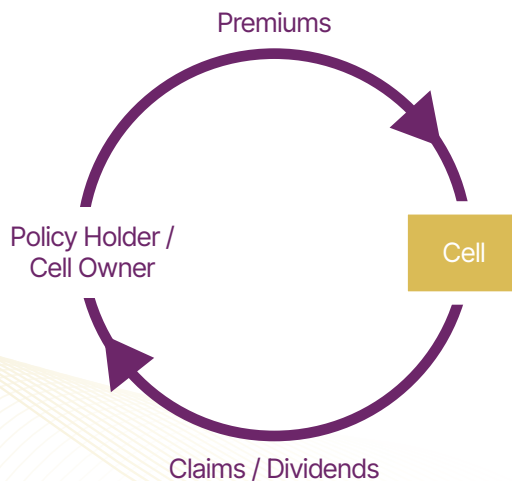 Premiums
Policy Holder /
Cell Owner
Cell
Claims / Dividends